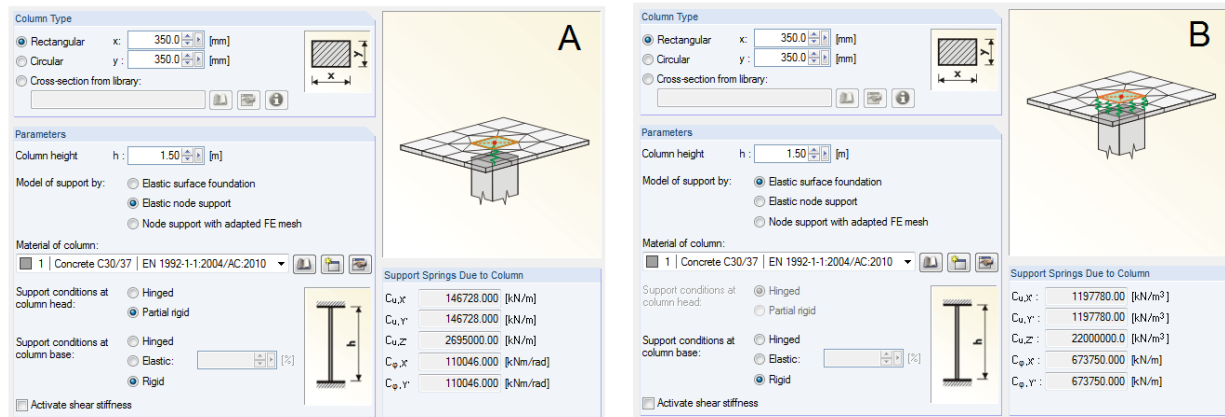 Column Type
Rectangular x: 350.0 [mm]
Circular y : 350.0 [mm]
Cross-section from library:
x
y
A
Parameters
Column height h : 1.50 [m]
Model of support by: Elastic surface foundation
Elastic node support
Node support with adapted FE mesh
Material of column:
1 Concrete C30/37 EN 1992-1-1:2004/AC:2010
Support conditions at column head: Hinged
Partial rigid
Support conditions at column base: Hinged
Elastic: [%]
Rigid
h
Activate shear stiffness
Support Springs Due to Column
Cu,X' 146728.000 [kN/m]
Cu,Y' 146728.000 [kN/m]
Cu,Z' 2695000.00 [kN/m]
Cφ,X' 110046.000 [kNm/rad]
Cφ,Y' 110046.000 [kNm/rad]
Column Type
Rectangular x: 350.0 [mm]
Circular y : 350.0 [mm]
Cross-section from library:
x
y
B
Parameters
Column height h : 1.50 [m]
Model of support by: Elastic surface foundation
Elastic node support
Node support with adapted FE mesh
Material of column:
1 Concrete C30/37 EN 1992-1-1:2004/AC:2010
Support conditions at column head: Hinged
Partial rigid
Support conditions at column base: Hinged
Elastic: [%]
Rigid
h
Activate shear stiffness
Support Springs Due to Column
Cu,X' : 1197780.00 [kN/m³]
Cu,Y' : 1197780.00 [kN/m³]
Cu,Z' : 22000000.0 [kN/m³]
Cφ,X' : 673750.000 [kN/m]
Cφ,Y' : 673750.000 [kN/m]